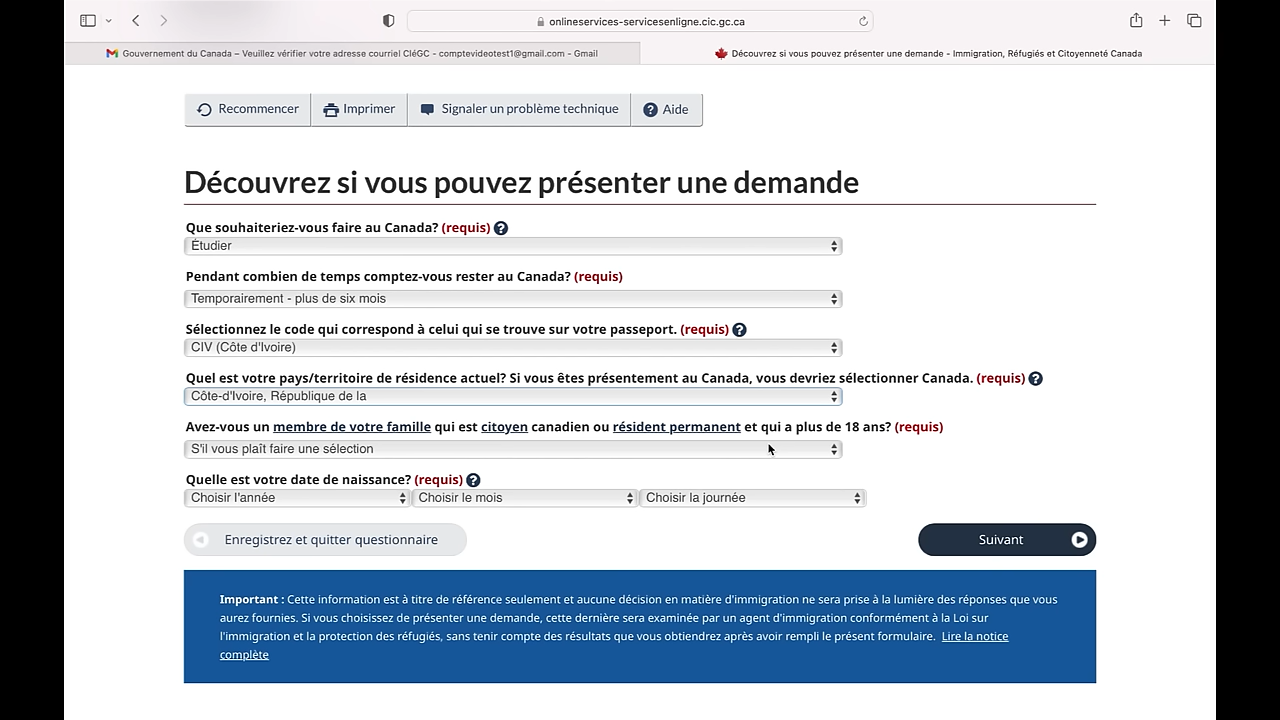 onlineservices-servicesenligne.cic.gc.ca
Gouvernement du Canada – Veuillez vérifier votre adresse courriel CléGC - comptevideotest1@gmail.com - Gmail
Découvrez si vous pouvez présenter une demande - Immigration, Réfugiés et Citoyenneté Canada
Recommencer
Imprimer
Signaler un problème technique
Aide
Découvrez si vous pouvez présenter une demande
Que souhaiteriez-vous faire au Canada? (requis)
Étudier
Pendant combien de temps comptez-vous rester au Canada? (requis)
Temporairement - plus de six mois
Sélectionnez le code qui correspond à celui qui se trouve sur votre passeport. (requis)
CIV (Côte d'Ivoire)
Quel est votre pays/territoire de résidence actuel? Si vous êtes présentement au Canada, vous devriez sélectionner Canada. (requis)
Côte-d'Ivoire, République de la
Avez-vous un membre de votre famille qui est citoyen canadien ou résident permanent et qui a plus de 18 ans? (requis)
S'il vous plaît faire une sélection
Quelle est votre date de naissance? (requis)
Choisir l'année Choisir le mois Choisir la journée
Enregistrez et quitter questionnaire
Suivant
Important : Cette information est à titre de référence seulement et aucune décision en matière d'immigration ne sera prise à la lumière des réponses que vous
aurez fournies. Si vous choisissez de présenter une demande, cette dernière sera examinée par un agent d'immigration conformément à la Loi sur
l'immigration et la protection des réfugiés, sans tenir compte des résultats que vous obtiendrez après avoir rempli le présent formulaire. Lire la notice
complète